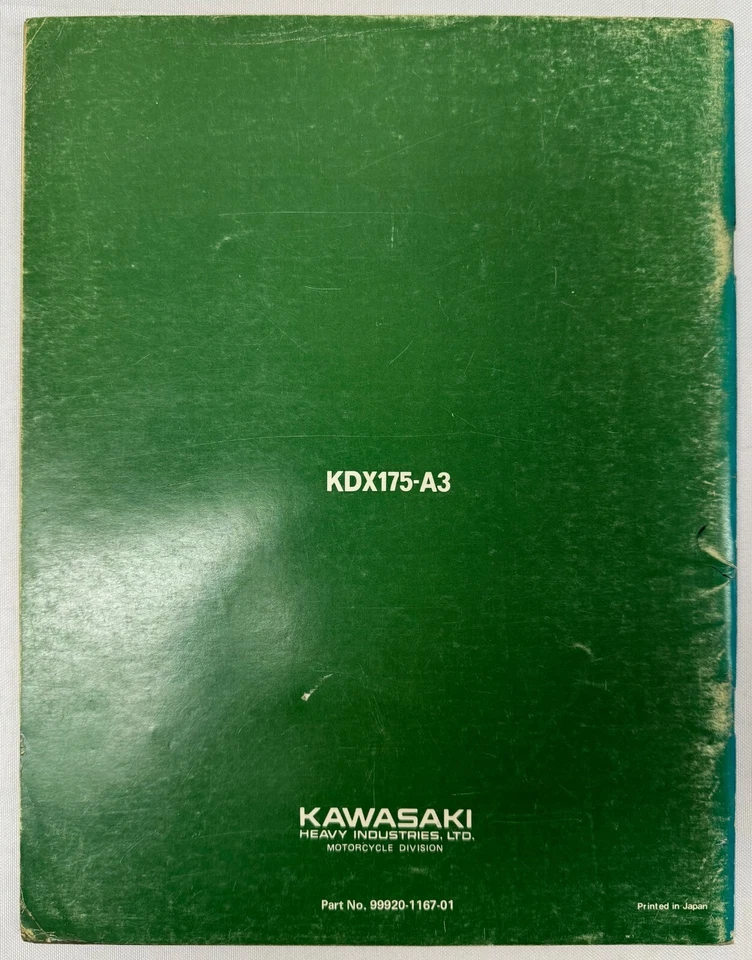 KDX175-A3
KAWASAKI
HEAVY INDUSTRIES, LTD.
MOTORCYCLE DIVISION
Part No. 99920-1167-01
Printed in Japan